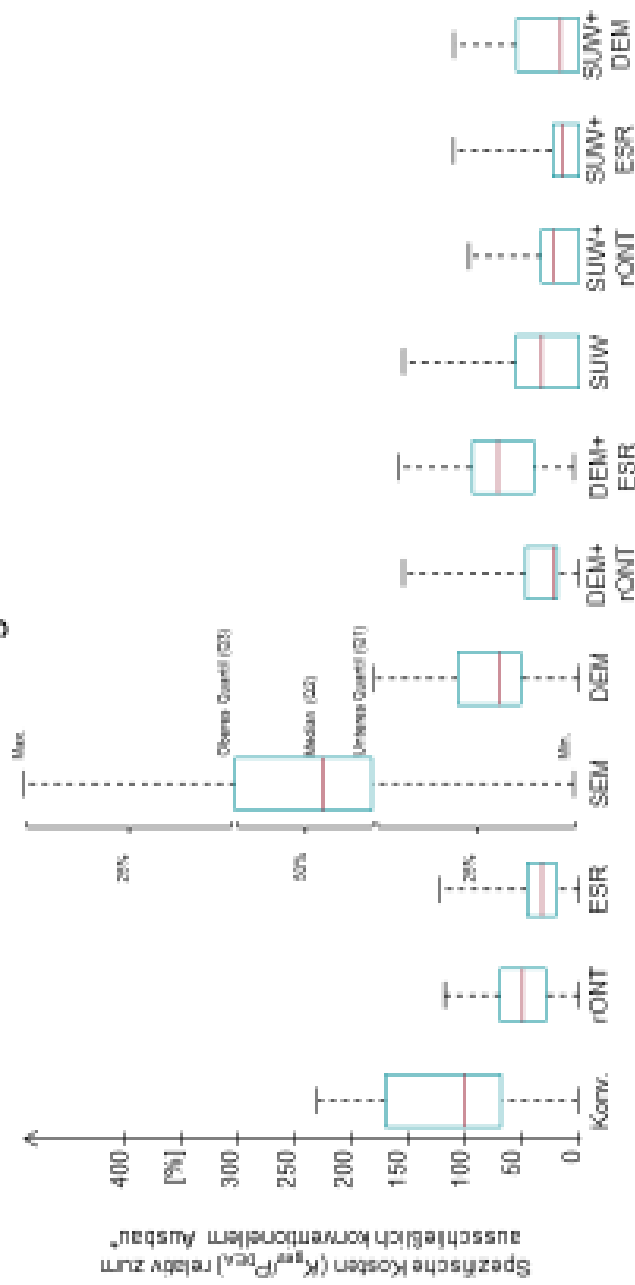 Spezifische Kosten (K_ges/P_DEA) relativ zum
ausschließlich konventionellem Ausbau"
400
[%]
300
250
200
150
100
50
0
Max.
Oberes Quartil (Q3)
Median (Q2)
Unteres Quartil (Q1)
Min.
25%
50%
25%
Konv.
rONT
ESR
SEM
DEM
DEM+
rONT
DEM+
ESR
SUW
SUW+
rONT
SUW+
ESR
SUW+
DEM